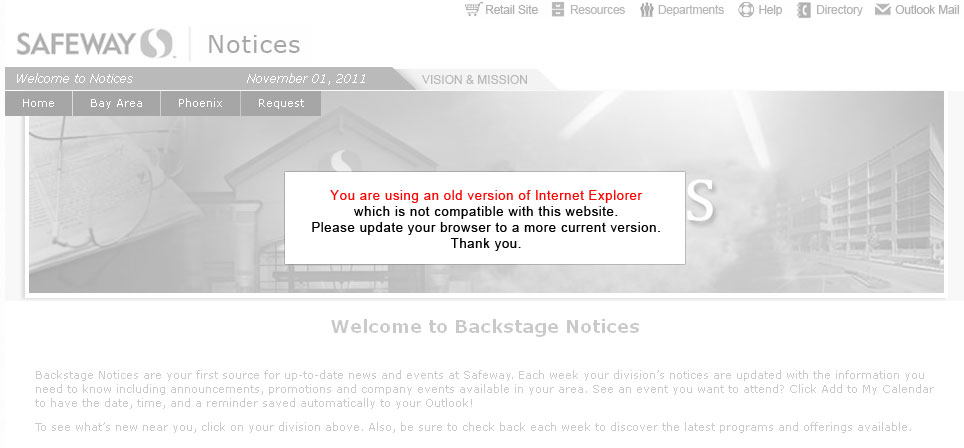 Retail Site Resources Departments Help Directory Outlook Mail
SAFEWAY Notices
Welcome to Notices November 01, 2011 VISION & MISSION
Home Bay Area Phoenix Request
You are using an old version of Internet Explorer
which is not compatible with this website.
Please update your browser to a more current version.
Thank you.
Welcome to Backstage Notices
Backstage Notices are your first source for up-to-date news and events at Safeway. Each week your division's notices are updated with the information you
need to know including announcements, promotions and company events available in your area. See an event you want to attend? Click Add to My Calendar
to have the date, time, and a reminder saved automatically to your Outlook!
To see what's new near you, click on your division above. Also, be sure to check back each week to discover the latest programs and offerings available.